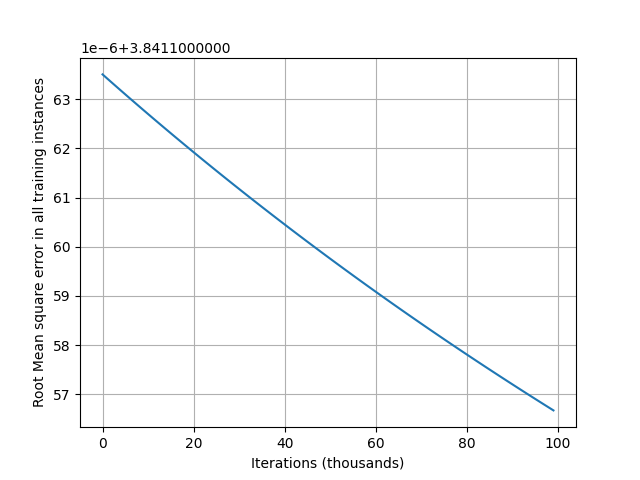 1e−6+3.8411000000
63
62
61
60
59
58
57
Root Mean square error in all training instances
0 20 40 60 80 100
Iterations (thousands)